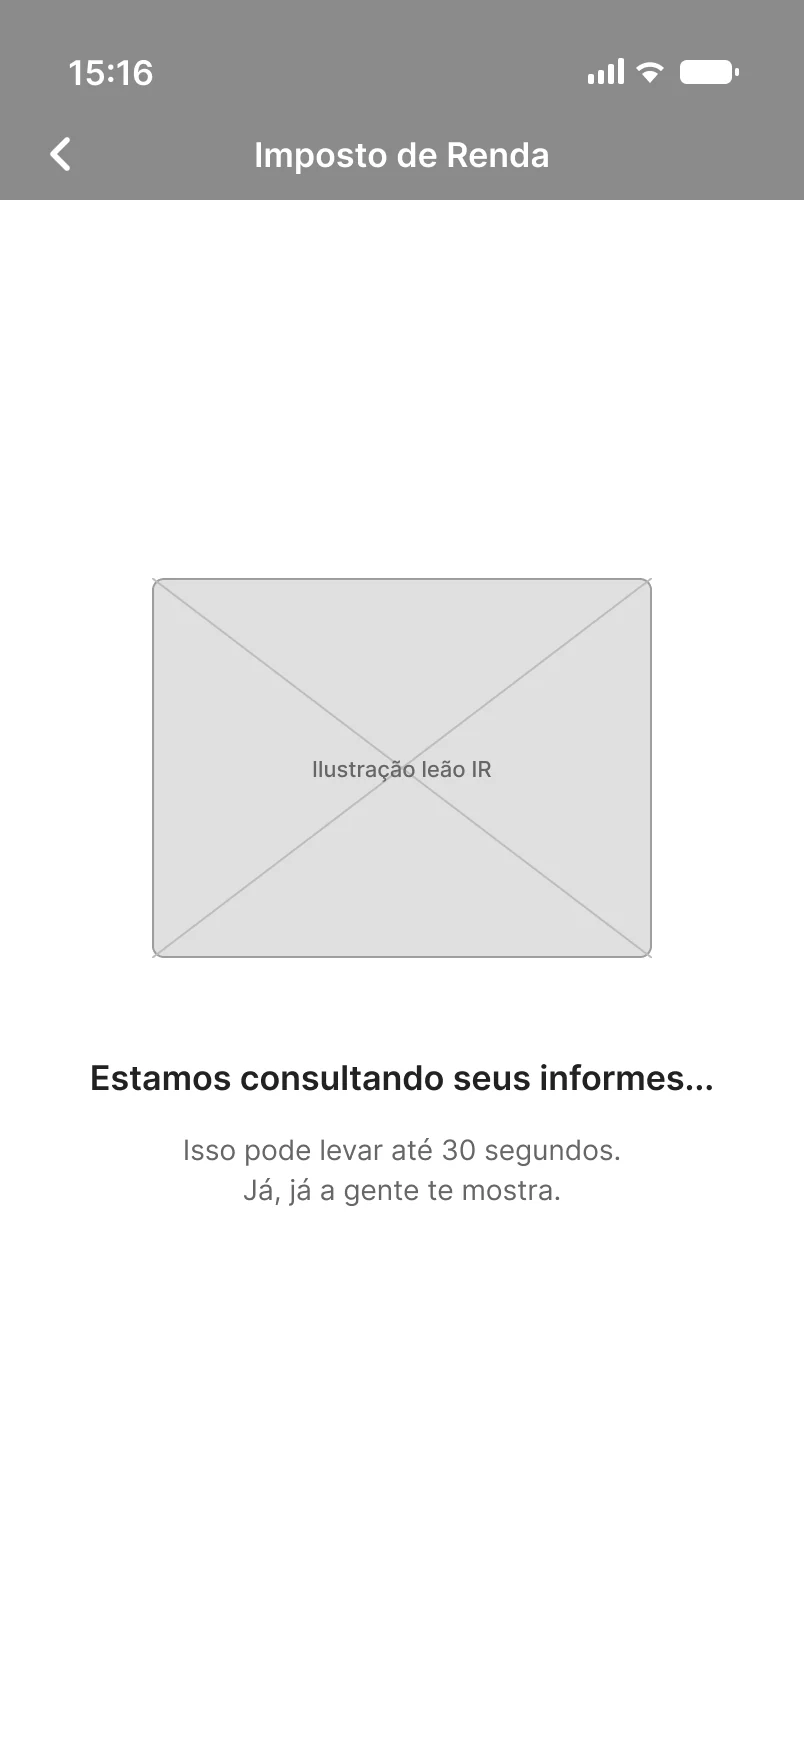 15:16
Imposto de Renda
Ilustração leão IR
Estamos consultando seus informes...
Isso pode levar até 30 segundos.
Já, já a gente te mostra.